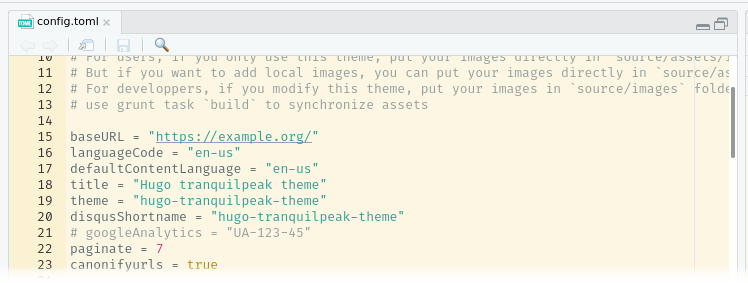 config.toml
10 # For users, if you only use this theme, put your images directly in `source/assets/i
11 # But if you want to add local images, you can put your images directly in `source/as
12 # For developpers, if you modify this theme, put your images in `source/images` folde
13 # use grunt task `build` to synchronize assets
14
15 baseURL = "https://example.org/"
16 languageCode = "en-us"
17 defaultContentLanguage = "en-us"
18 title = "Hugo tranquilpeak theme"
19 theme = "hugo-tranquilpeak-theme"
20 disqusShortname = "hugo-tranquilpeak-theme"
21 # googleAnalytics = "UA-123-45"
22 paginate = 7
23 canonifyurls = true